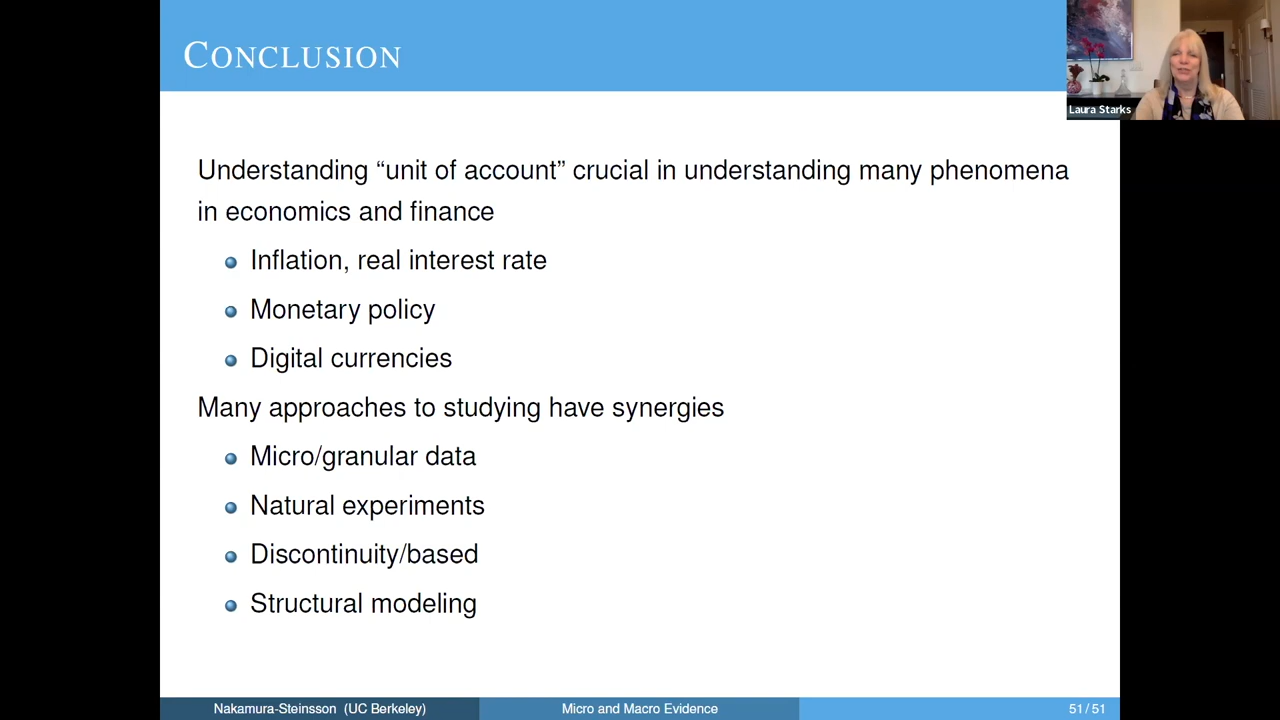 CONCLUSION
Laura Starks
Understanding “unit of account” crucial in understanding many phenomena
in economics and finance
Inflation, real interest rate
Monetary policy
Digital currencies
Many approaches to studying have synergies
Micro/granular data
Natural experiments
Discontinuity/based
Structural modeling
Nakamura-Steinsson (UC Berkeley)
Micro and Macro Evidence
51/51